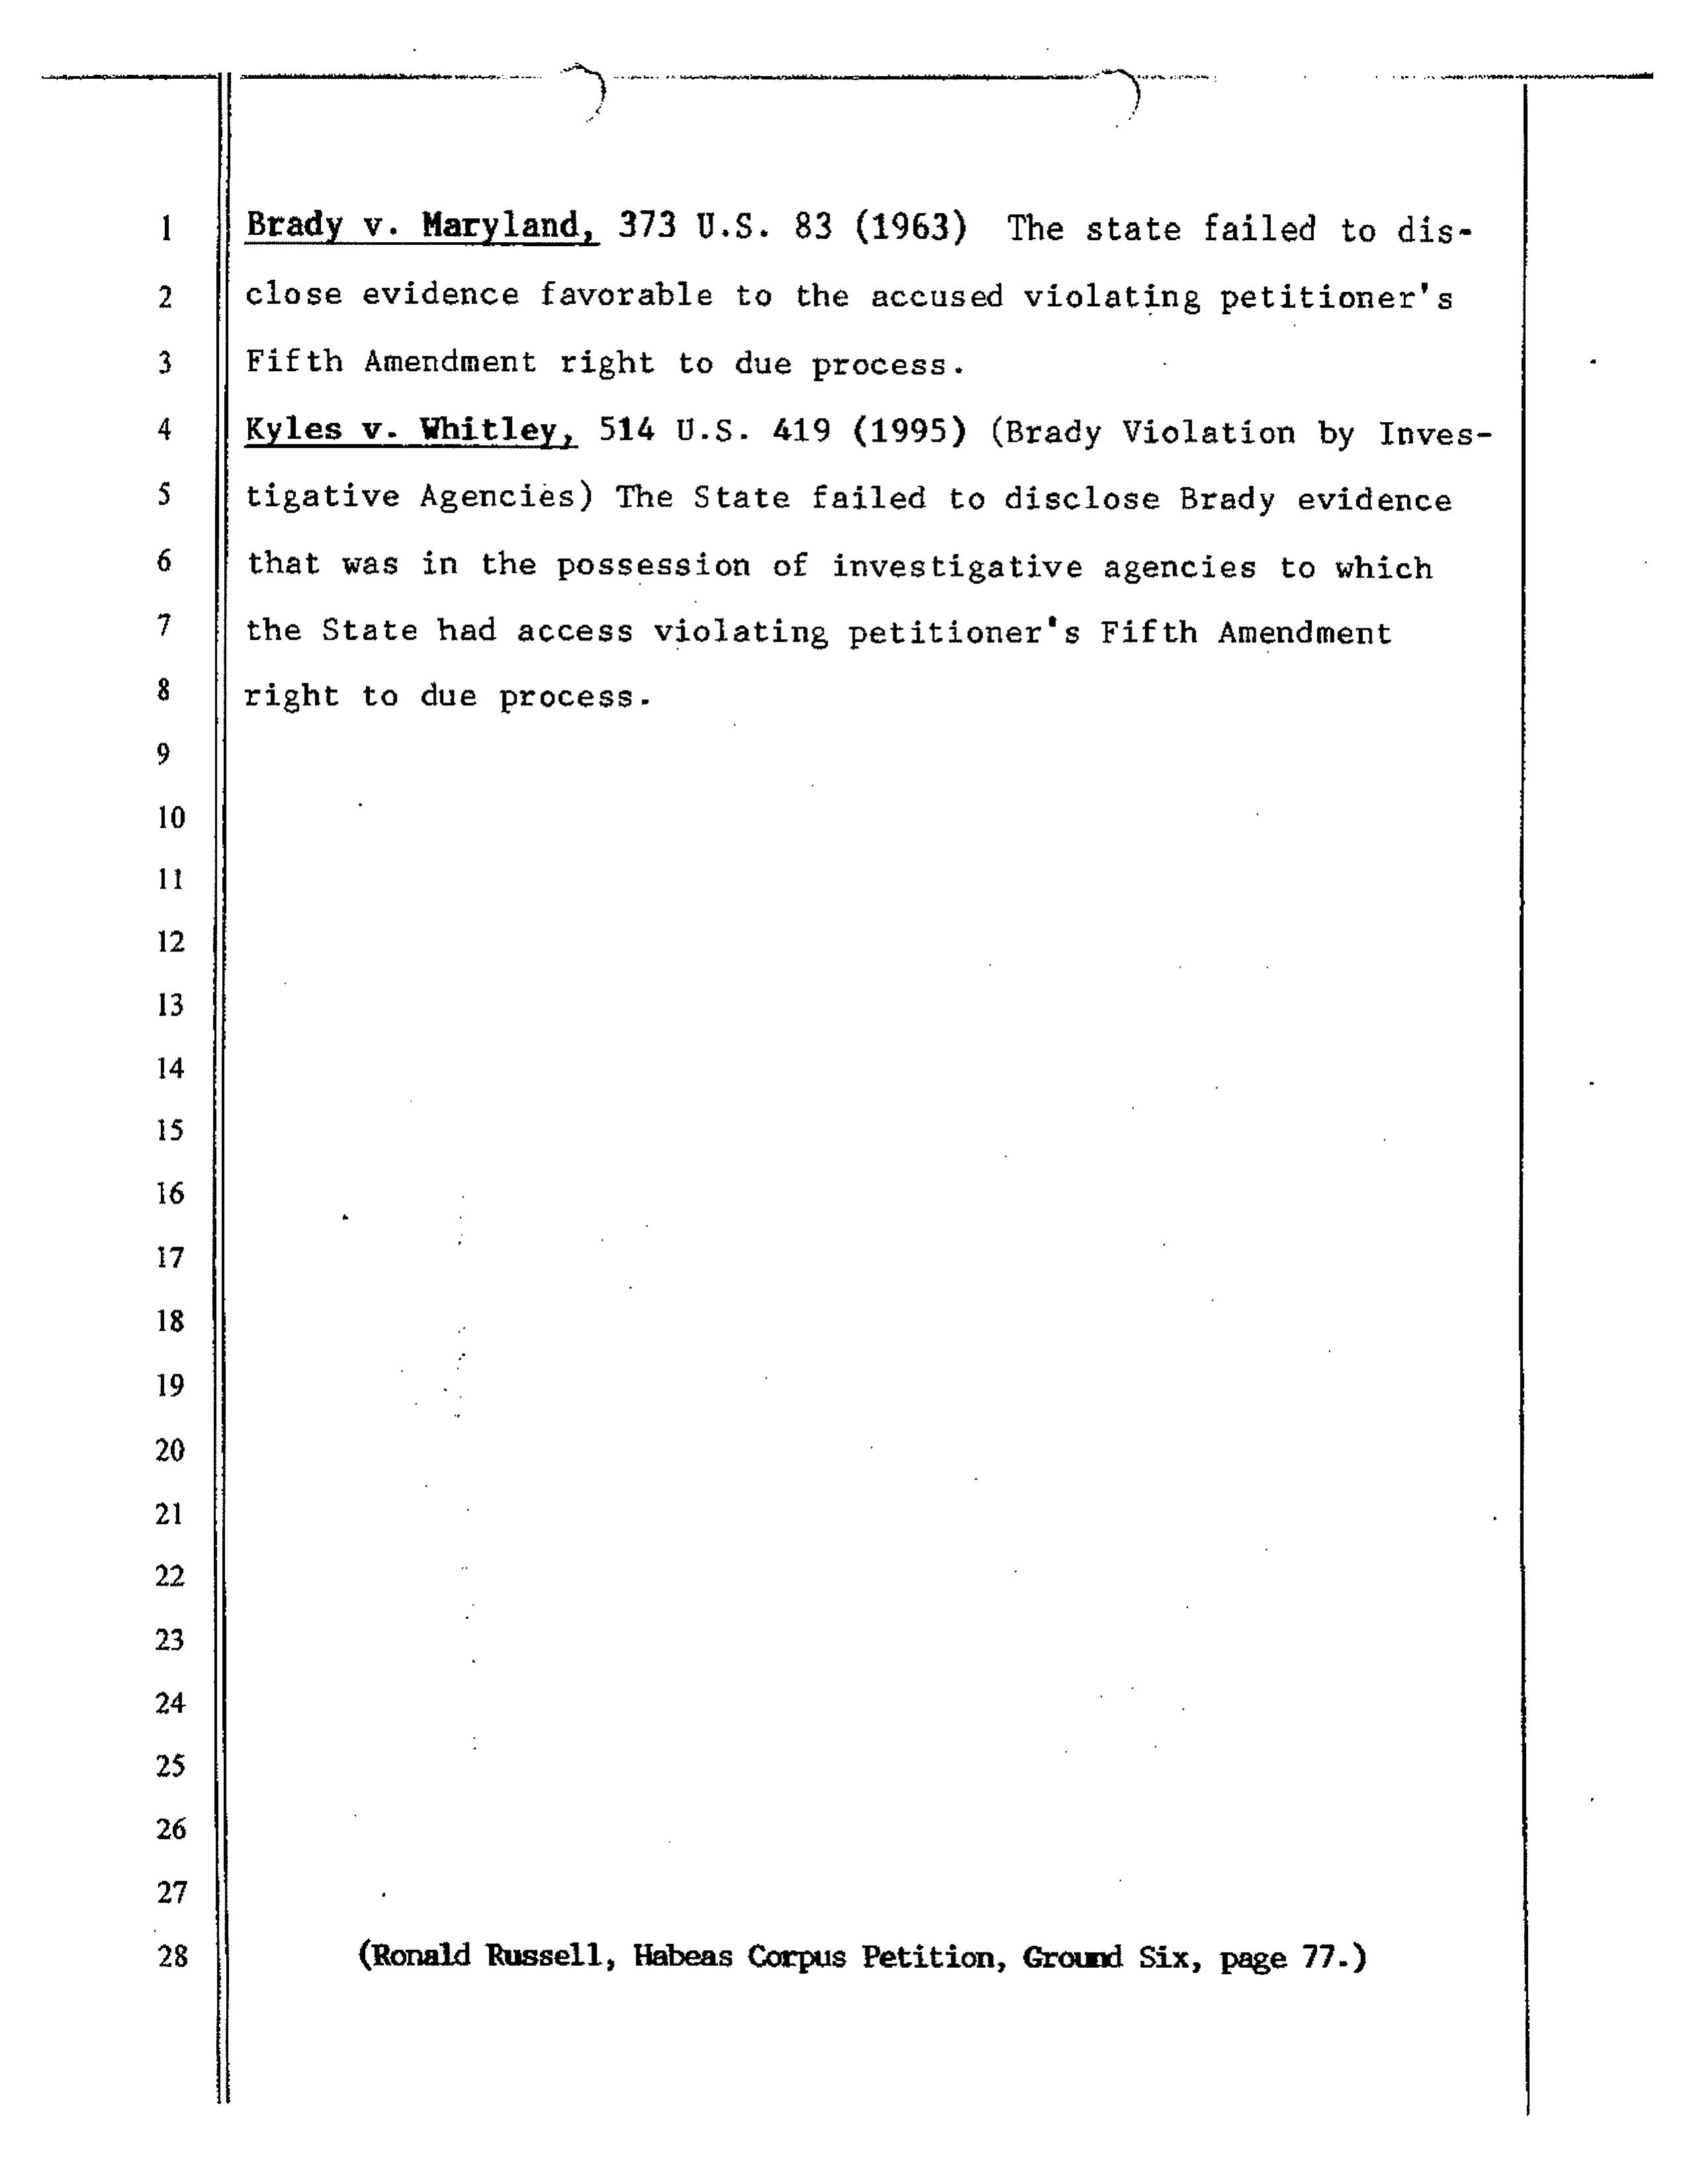 1 Brady v. Maryland, 373 U.S. 83 (1963) The state failed to dis-
2 close evidence favorable to the accused violating petitioner's
3 Fifth Amendment right to due process.
4 Kyles v. Whitley, 514 U.S. 419 (1995) (Brady Violation by Inves-
5 tigative Agencies) The State failed to disclose Brady evidence
6 that was in the possession of investigative agencies to which
7 the State had access violating petitioner's Fifth Amendment
8 right to due process.
9
10
11
12
13
14
15
16
17
18
19
20
21
22
23
24
25
26
27
28 (Ronald Russell, Habeas Corpus Petition, Ground Six, page 77.)